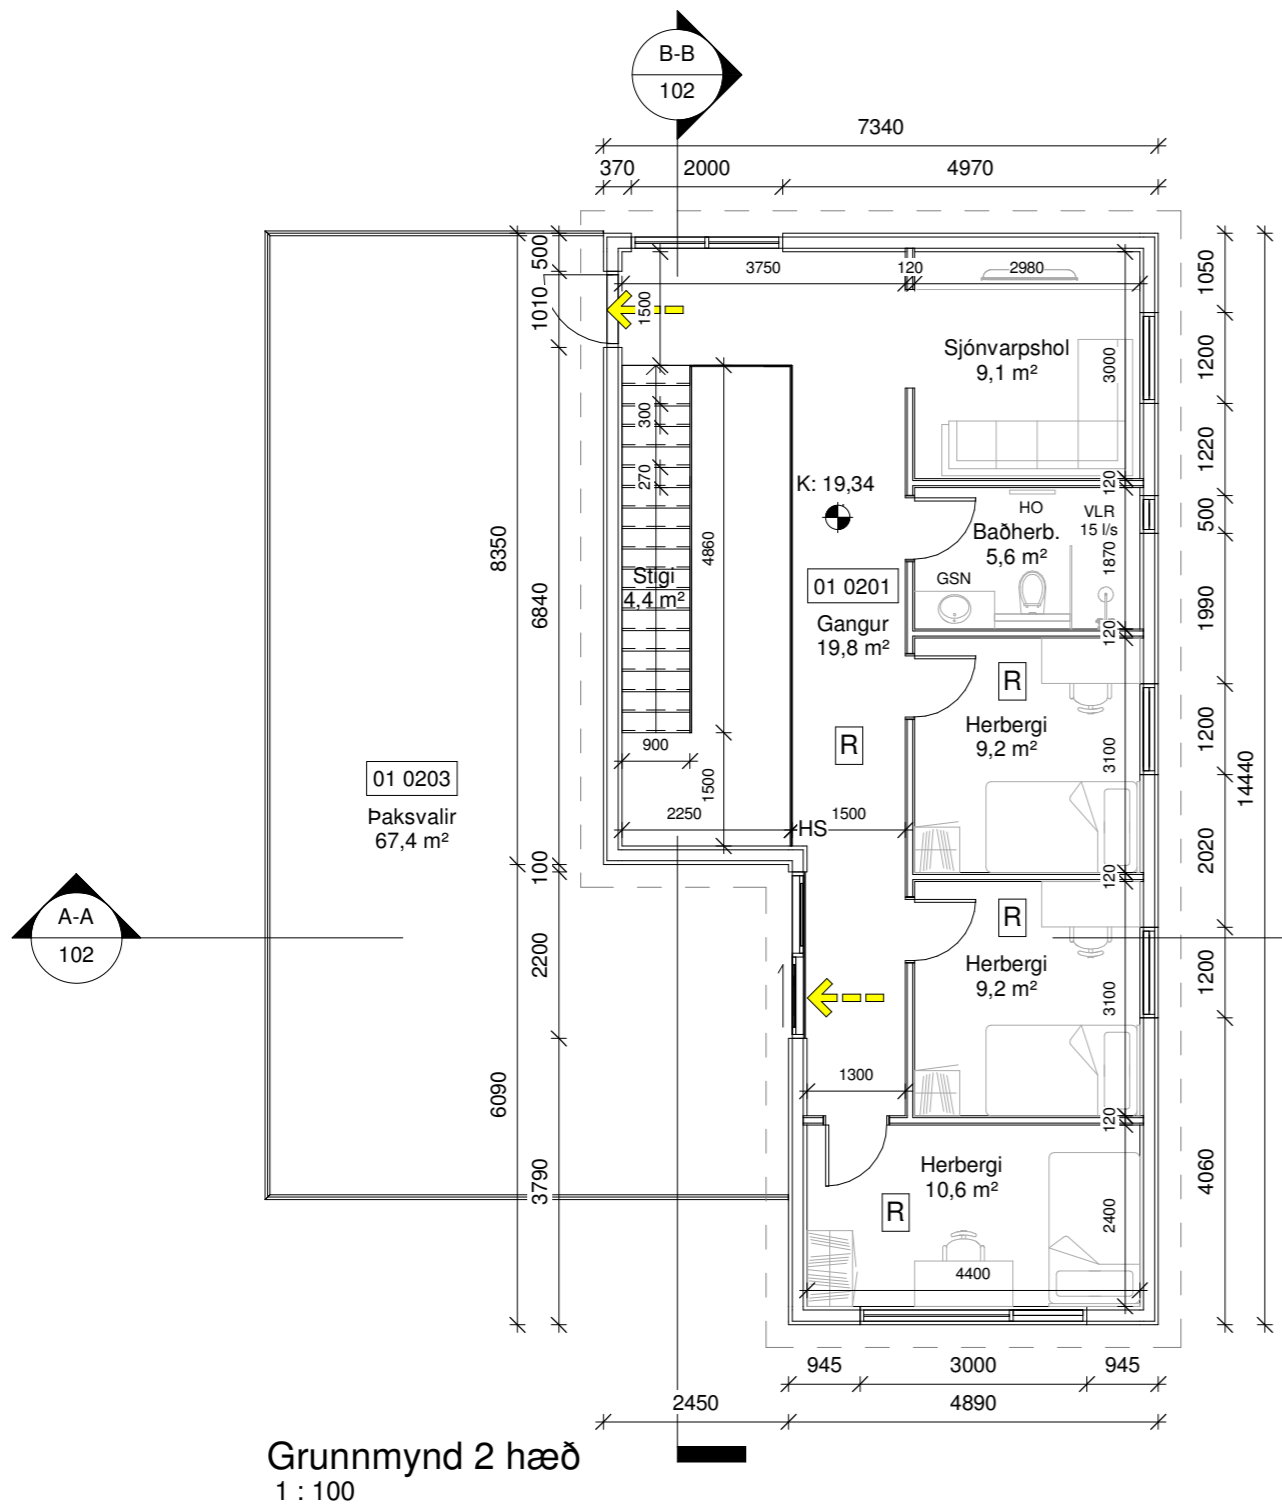 B-B
102
7340
370
2000
4970
500
1010
1500
3750
120
2980
1050
Sjónvarpshol
9,1 m²
3000
1200
300
270
1220
K: 19,34
120
HO
VLR
15 l/s
500
Baðherb.
5,6 m²
1870
8350
6840
4860
Stigi
4,4 m²
01 0201
GSN
1990
Gangur
19,8 m²
120
R
Herbergi
9,2 m²
3100
1200
R
900
1500
14440
01 0203
Þaksvalir
67,4 m²
2250
1500
HS
2020
100
120
A-A
102
R
2200
Herbergi
9,2 m²
3100
1200
6090
1300
120
3790
Herbergi
10,6 m²
4060
R
2400
4400
945
3000
945
2450
4890
Grunnmynd 2 hæð
1 : 100